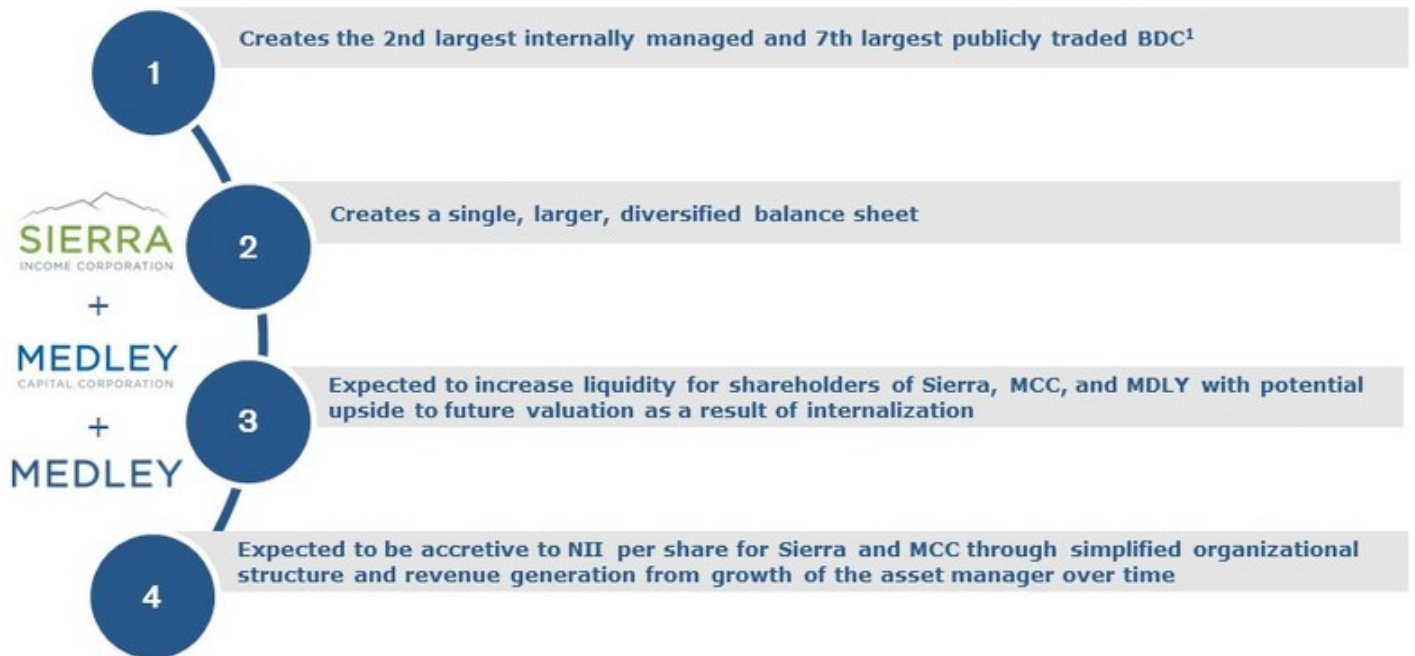 1
Creates the 2nd largest internally managed and 7th largest publicly traded BDC¹
SIERRA
INCOME CORPORATION
+
MEDLEY
CAPITAL CORPORATION
+
MEDLEY
2
Creates a single, larger, diversified balance sheet
3
Expected to increase liquidity for shareholders of Sierra, MCC, and MDLY with potential
upside to future valuation as a result of internalization
4
Expected to be accretive to NII per share for Sierra and MCC through simplified organizational
structure and revenue generation from growth of the asset manager over time